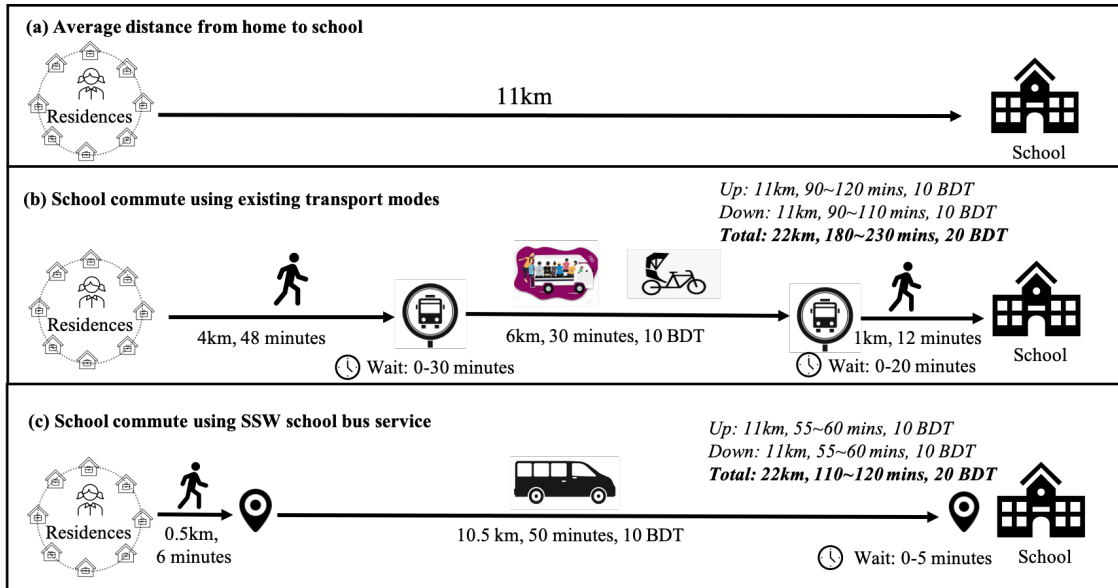 (a) Average distance from home to school
Residences
11km
School
(b) School commute using existing transport modes
Up: 11km, 90~120 mins, 10 BDT
Down: 11km, 90~110 mins, 10 BDT
Total: 22km, 180~230 mins, 20 BDT
Residences
4km, 48 minutes
Wait: 0-30 minutes
6km, 30 minutes, 10 BDT
1km, 12 minutes
Wait: 0-20 minutes
School
(c) School commute using SSW school bus service
Up: 11km, 55~60 mins, 10 BDT
Down: 11km, 55~60 mins, 10 BDT
Total: 22km, 110~120 mins, 20 BDT
Residences
0.5km,
6 minutes
10.5 km, 50 minutes, 10 BDT
Wait: 0-5 minutes
School